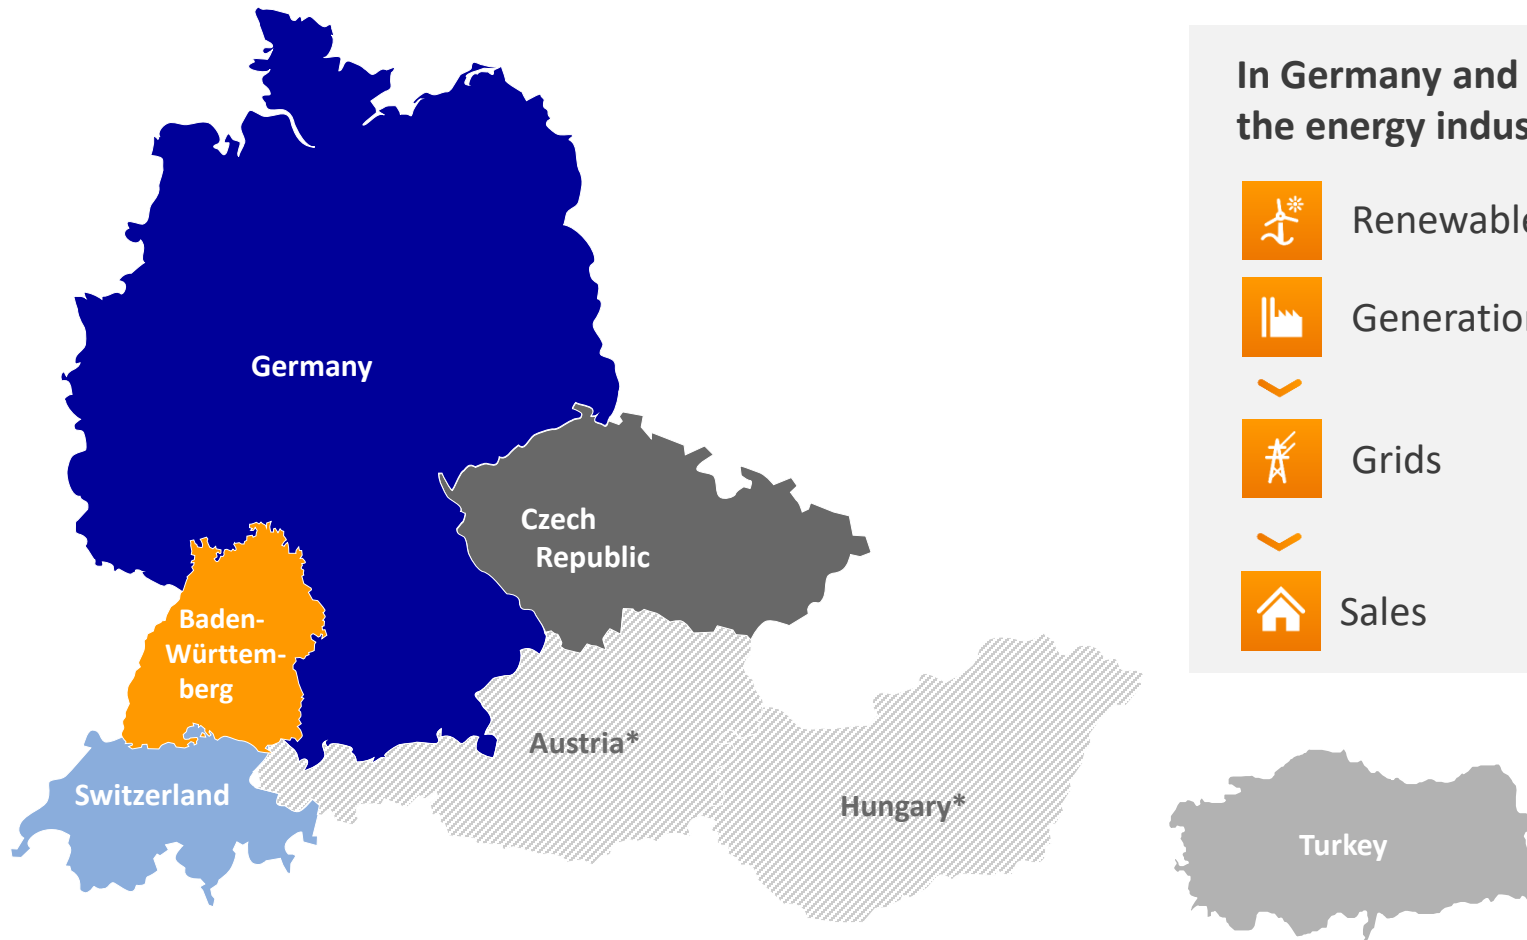 Germany
Czech
Republic
Baden-
Württem-
berg
Switzerland
Austria*
Hungary*
Turkey
In Germany and
the energy indus
Renewable
Generation
Grids
Sales